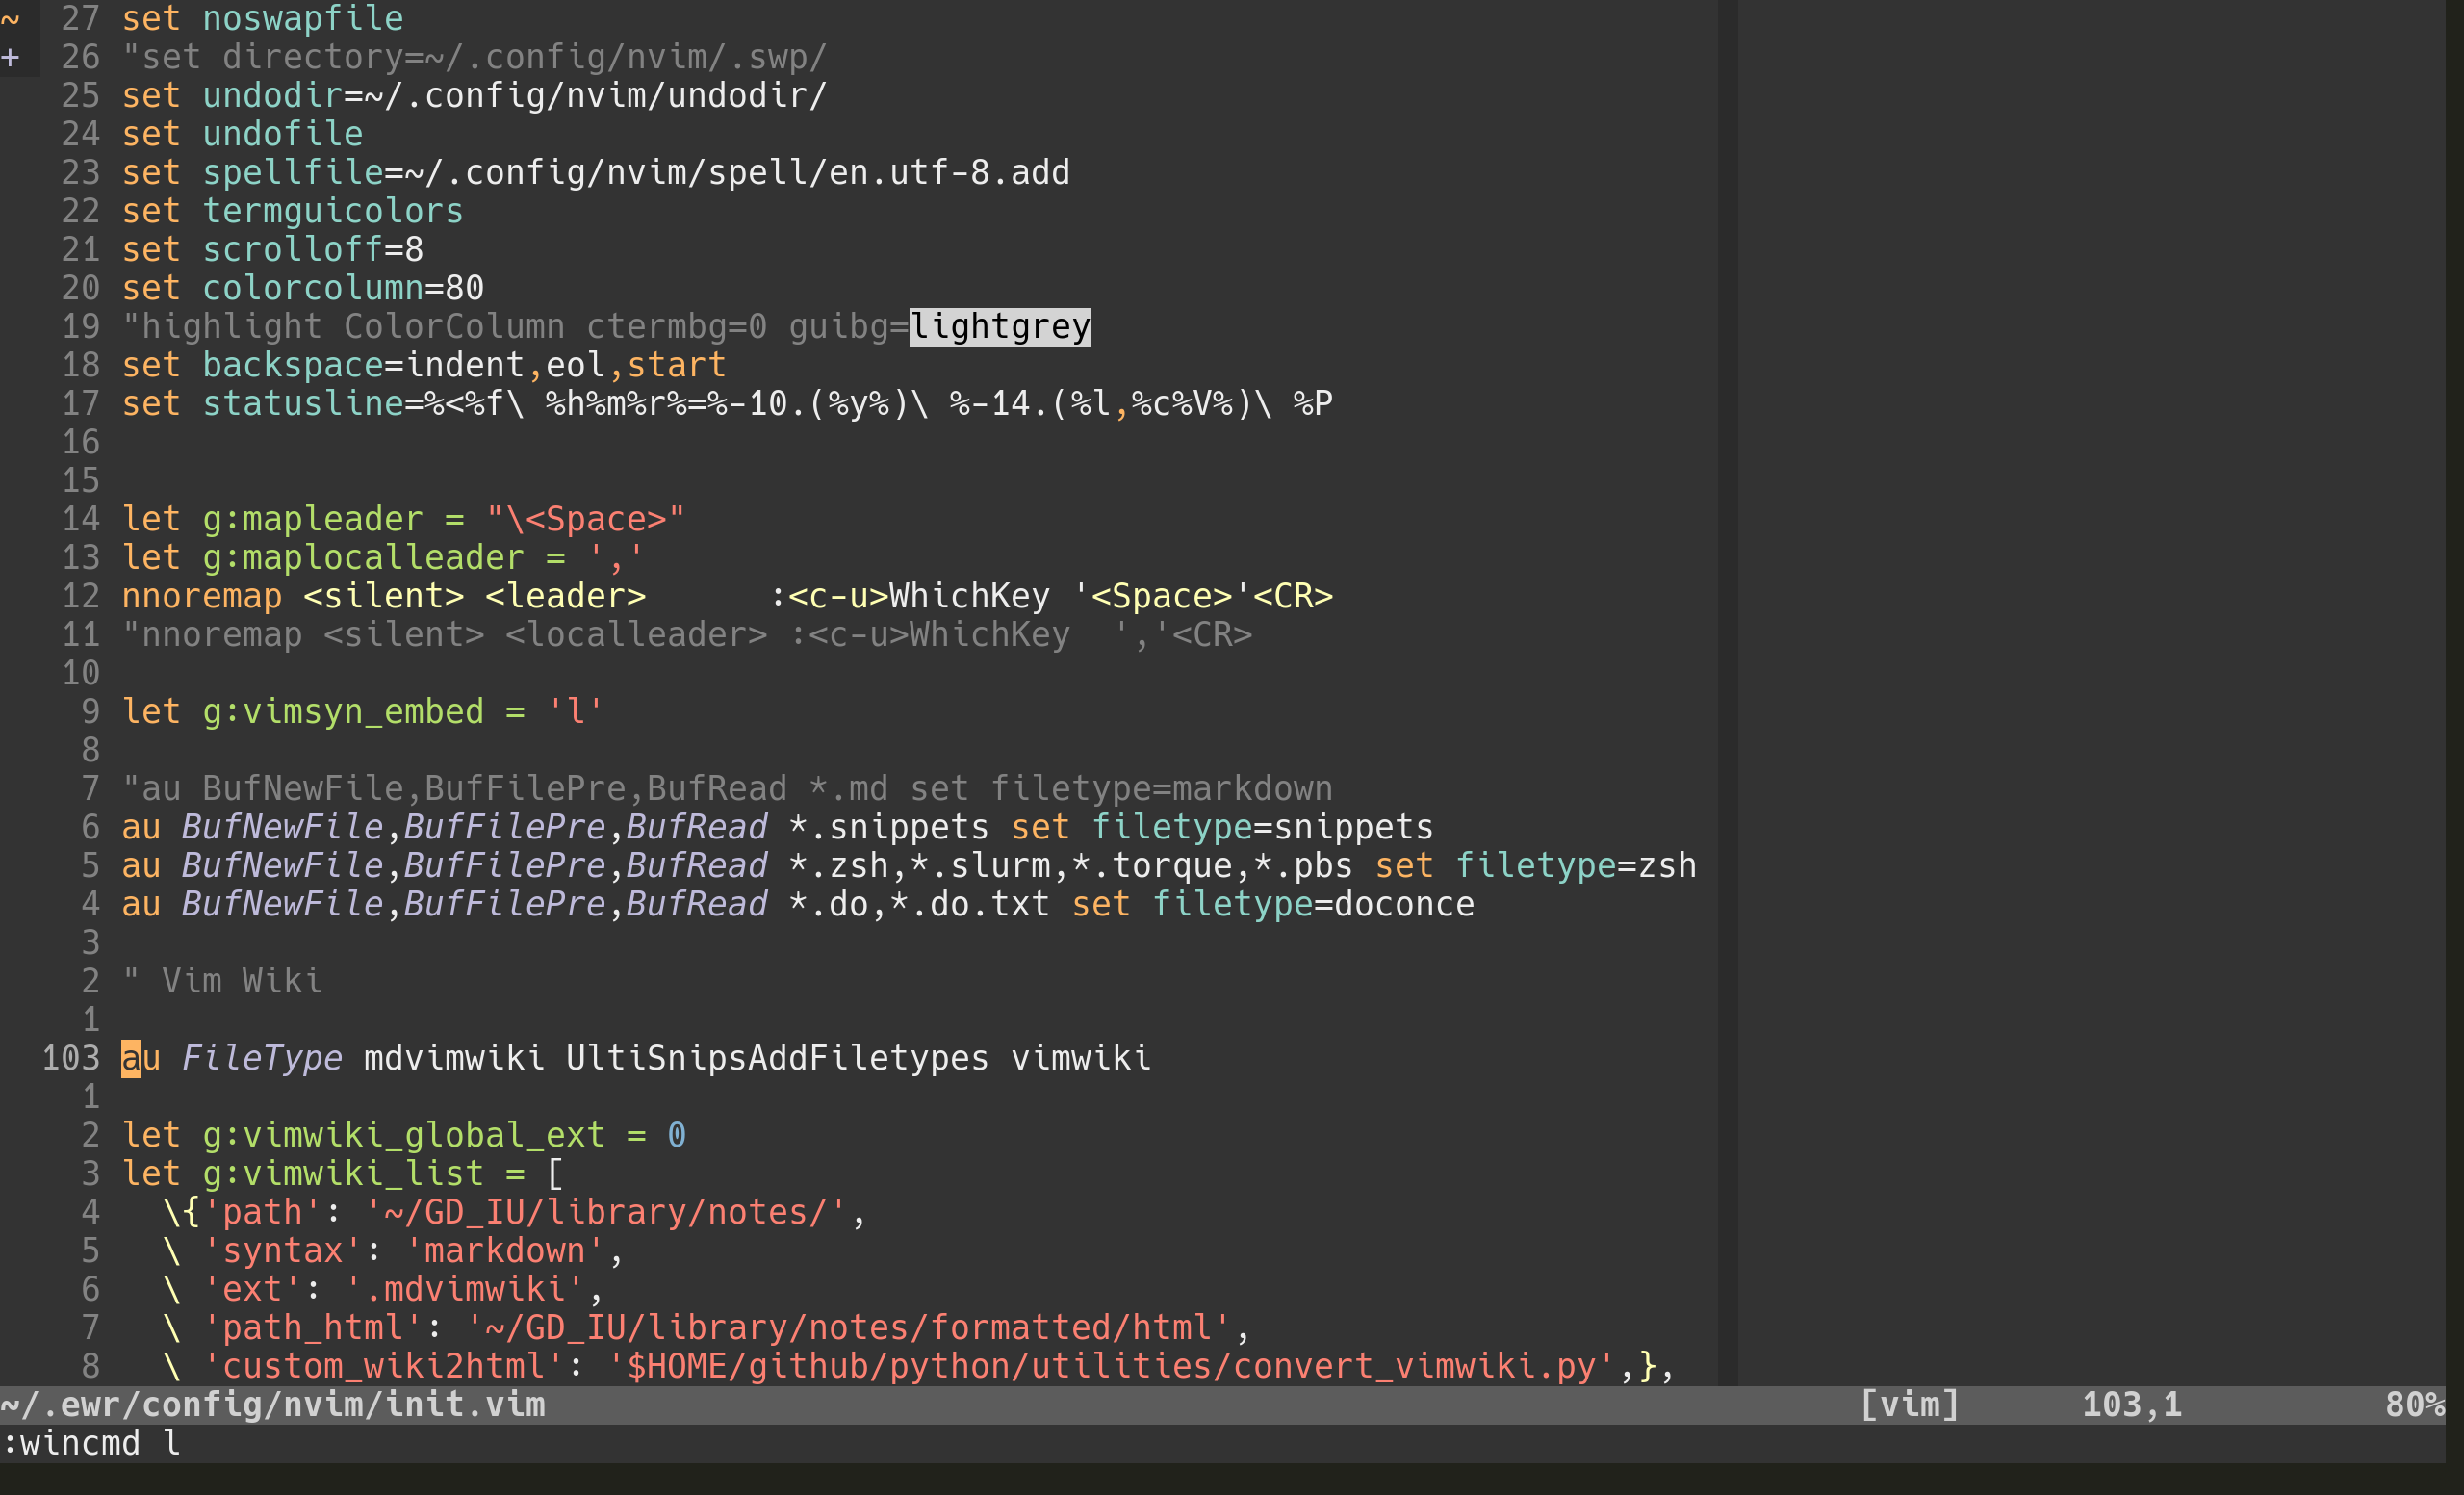 ~ 27 set noswapfile
+ 26 "set directory=~/.config/nvim/.swp/
25 set undodir=~/.config/nvim/undodir/
24 set undofile
23 set spellfile=~/.config/nvim/spell/en.utf-8.add
22 set termguicolors
21 set scrolloff=8
20 set colorcolumn=80
19 "highlight ColorColumn ctermbg=0 guibg=lightgrey
18 set backspace=indent,eol,start
17 set statusline=%<%f\ %h%m%r%=%-10.(%y%)\ %-14.(%l,%c%V%)\ %P
16
15
14 let g:mapleader = "\<Space>"
13 let g:maplocalleader = ','
12 nnoremap <silent> <leader>      :<c-u>WhichKey '<Space>'<CR>
11 "nnoremap <silent> <localleader> :<c-u>WhichKey  ','<CR>
10
9 let g:vimsyn_embed = 'l'
8
7 "au BufNewFile,BufFilePre,BufRead *.md set filetype=markdown
6 au BufNewFile,BufFilePre,BufRead *.snippets set filetype=snippets
5 au BufNewFile,BufFilePre,BufRead *.zsh,*.slurm,*.torque,*.pbs set filetype=zsh
4 au BufNewFile,BufFilePre,BufRead *.do,*.do.txt set filetype=doconce
3
2 " Vim Wiki
1
103 au FileType mdvimwiki UltiSnipsAddFiletypes vimwiki
1
2 let g:vimwiki_global_ext = 0
3 let g:vimwiki_list = [
4   \{'path': '~/GD_IU/library/notes/',
5   \ 'syntax': 'markdown',
6   \ 'ext': '.mdvimwiki',
7   \ 'path_html': '~/GD_IU/library/notes/formatted/html',
8   \ 'custom_wiki2html': '$HOME/github/python/utilities/convert_vimwiki.py',},
~/.ewr/config/nvim/init.vim [vim] 103,1 80%
:wincmd l